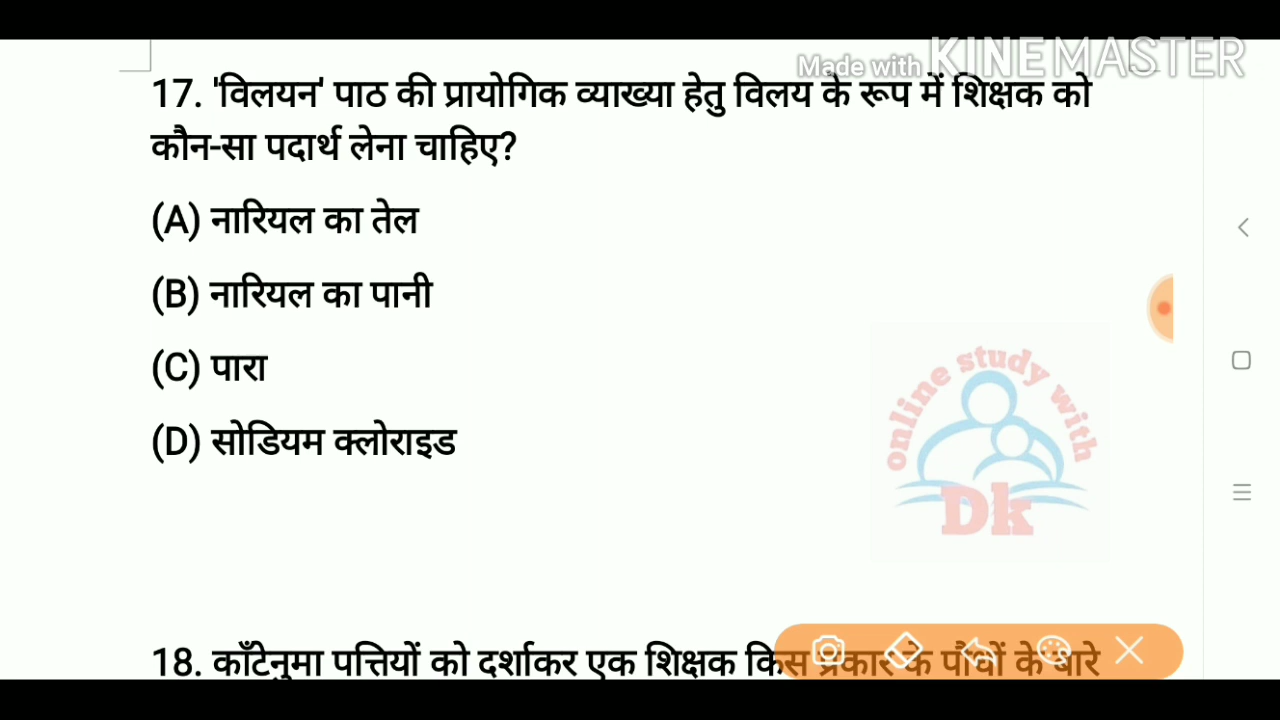 Made with KINEMASTER
17. 'विलयन' पाठ की प्रायोगिक व्याख्या हेतु विलय के रूप में शिक्षक को
कौन-सा पदार्थ लेना चाहिए?
(A) नारियल का तेल
(B) नारियल का पानी
(C) पारा
(D) सोडियम क्लोराइड
online study with
Dk
18. काँटेनुमा पत्तियों को दर्शाकर एक शिक्षक किस प्रकार के पौधों के बारे